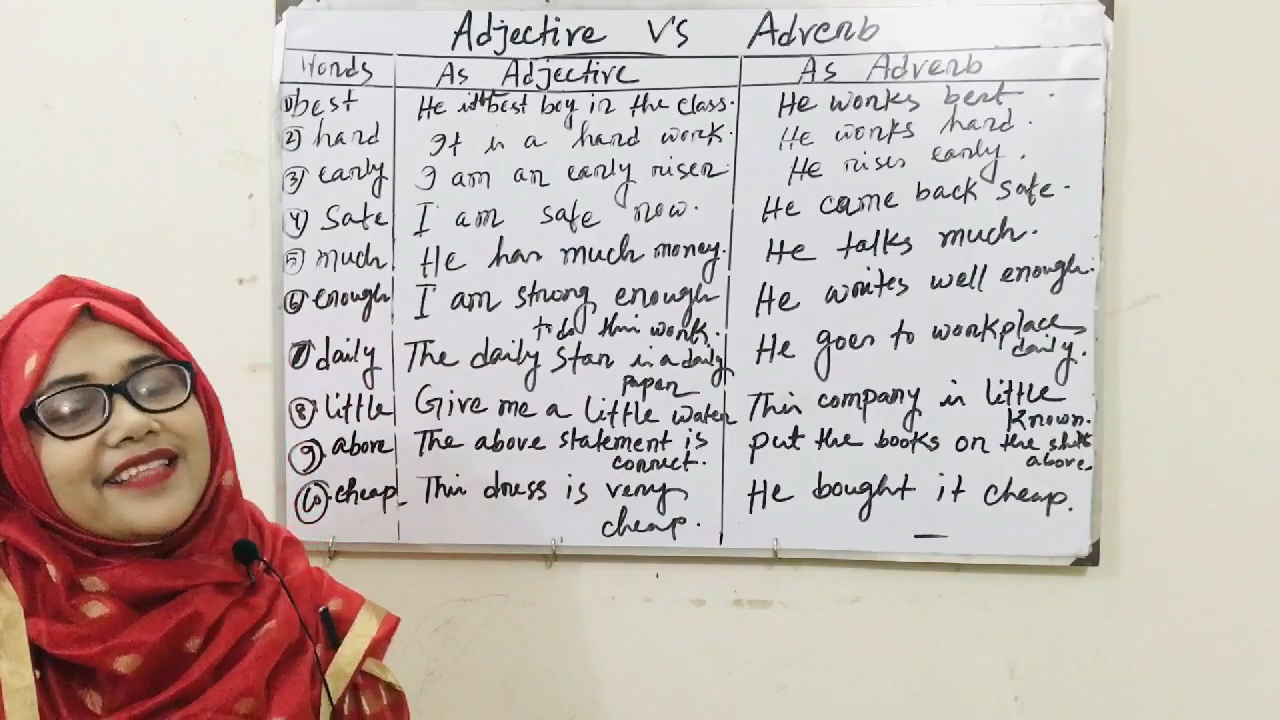 Adjective VS Adverb
Words As Adjective As Adverb
1) best He is the best boy in the class. He works best.
2) hard It is a hard work. He works hard.
3) early I am an early riser. He rises early.
4) Safe I am safe now. He came back safe.
5) much He has much money. He talks much.
6) enough I am strong enough He writes well enough.
to do this work.
7) daily The daily Star is a daily He goes to workplace
paper daily.
8) little Give me a little water This company is little
known.
9) above The above statement is put the books on the
correct. above.
10. cheap This dress is very He bought it cheap.
cheap.